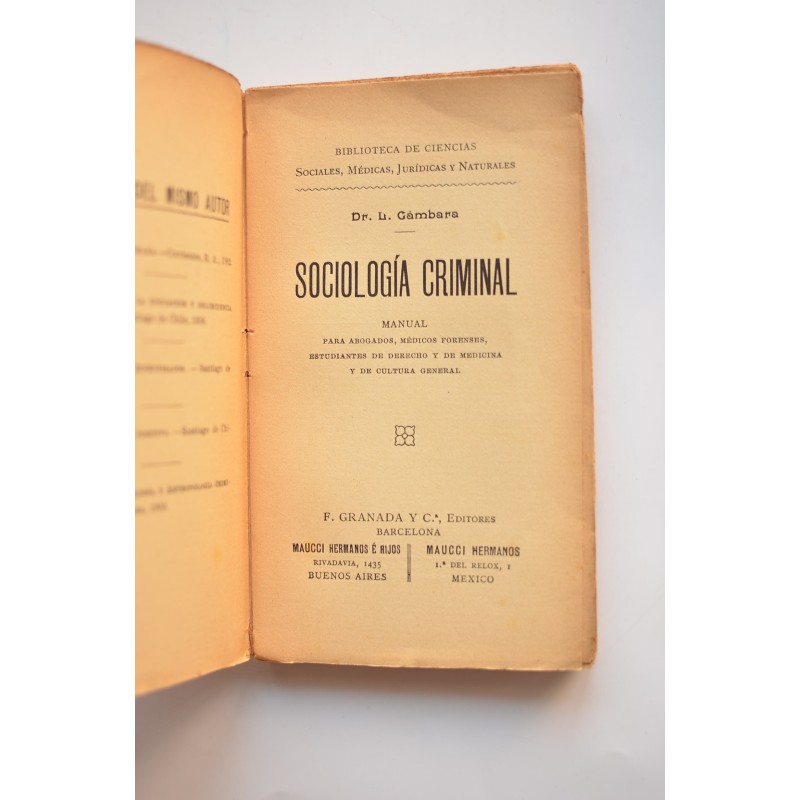 DEL MISMO AUTOR
BIBLIOTECA DE CIENCIAS
SOCIALES, MÉDICAS, JURÍDICAS Y NATURALES
Dr. L. Gámbara
SOCIOLOGÍA CRIMINAL
MANUAL
PARA ABOGADOS, MÉDICOS FORENSES,
ESTUDIANTES DE DERECHO Y DE MEDICINA
Y DE CULTURA GENERAL
F. GRANADA Y C.ª, EDITORES
BARCELONA
MAUCCI HERMANOS É HIJOS
RIVADAVIA, 1435
BUENOS AIRES
MAUCCI HERMANOS
1.ª DEL RELOX, 1
MEXICO